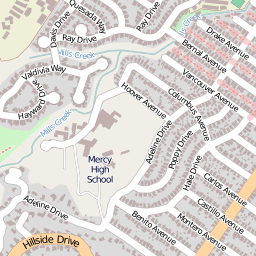 Quesada Way
Davis Drive
Ray Drive
Ray Drive
Mills Creek
Creek
Drake Avenue
Bernal Avenue
Vancouver Avenue
Valdivia Way
Hayward Drive
Mills Creek
Hoover Avenue
Columbus Avenue
Mercy
High
School
Adeline Drive
Poppy Drive
Hale Drive
Carlos Avenue
Castillo Avenue
Montero Avenue
Benito Avenue
Adeline Drive
Hillside Drive